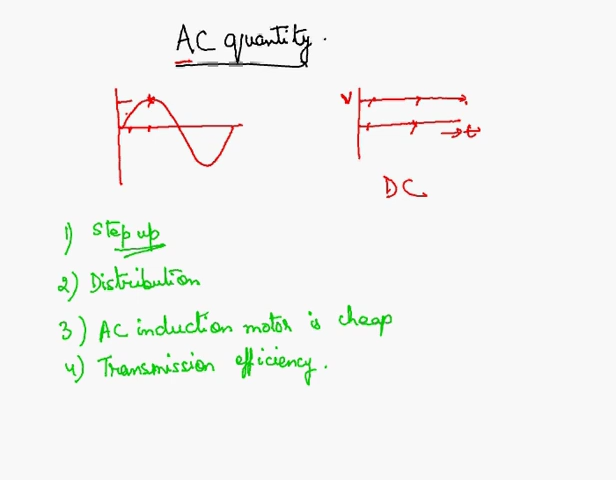 AC quantity.
V
t
DC
1) Step up
2) Distribution
3) AC induction motor is cheap
4) Transmission efficiency.